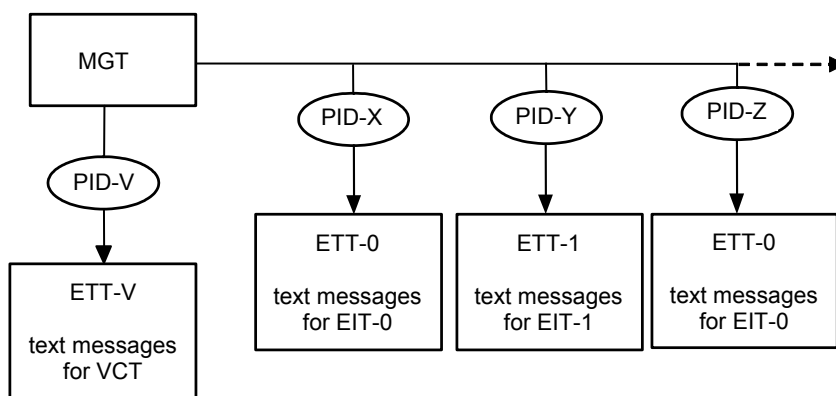 MGT
PID-X
PID-Y
PID-Z
PID-V
ETT-0
text messages
for EIT-0
ETT-1
text messages
for EIT-1
ETT-0
text messages
for EIT-0
ETT-V
text messages
for VCT